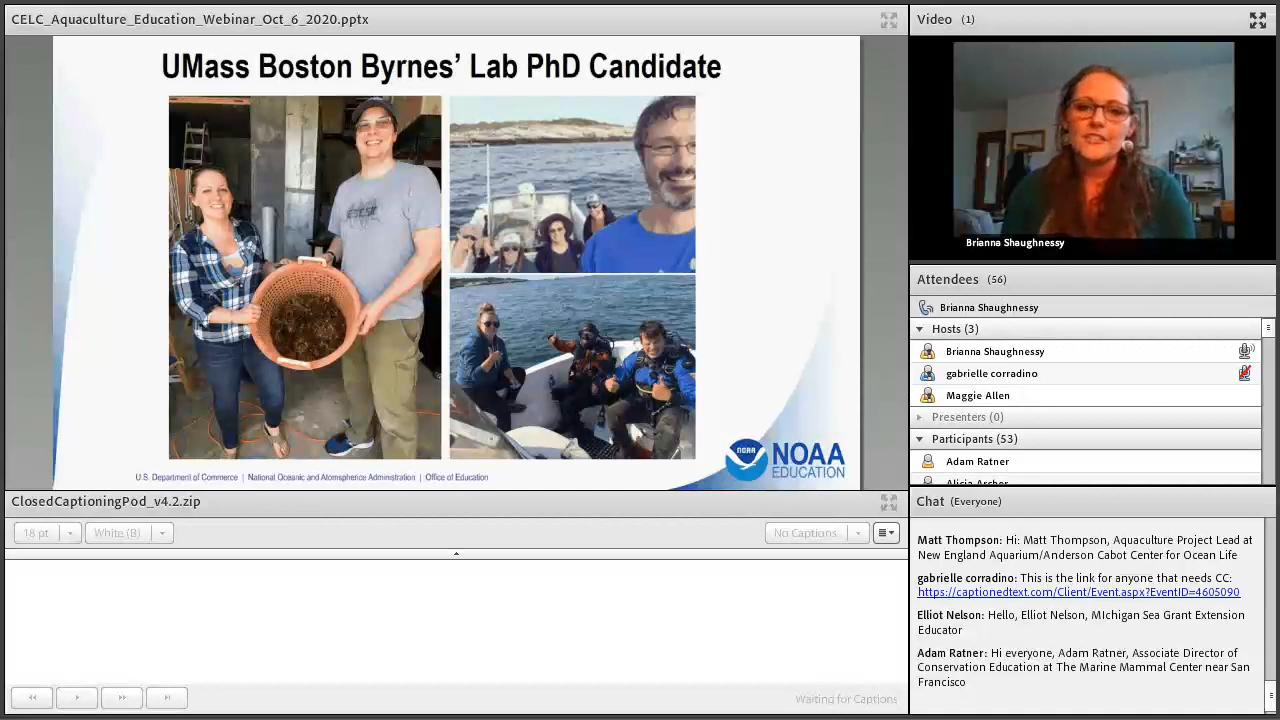 CELC_Aquaculture_Education_Webinar_Oct_6_2020.pptx
UMass Boston Byrnes' Lab PhD Candidate
U.S. Department of Commerce | National Oceanic and Atomspheric Administration | Office of Education
NOAA
NOAA
EDUCATION
ClosedCaptioningPod_v4.2.zip
18 pt
White (B)
No Captions
Waiting for Captions
Video (1)
Brianna Shaughnessy
Attendees (56)
Brianna Shaughnessy
Hosts (3)
Brianna Shaughnessy
gabrielle corradino
Maggie Allen
Presenters (0)
Participants (53)
Adam Ratner
Alicia Archer
Chat (Everyone)
Matt Thompson: Hi: Matt Thompson, Aquaculture Project Lead at
New England Aquarium/Anderson Cabot Center for Ocean Life
gabrielle corradino: This is the link for anyone that needs CC:
https://captionedtext.com/Client/Event.aspx?EventID=4605090
Elliot Nelson: Hello, Elliot Nelson, MIchigan Sea Grant Extension
Educator
Adam Ratner: Hi everyone, Adam Ratner, Associate Director of
Conservation Education at The Marine Mammal Center near San
Francisco